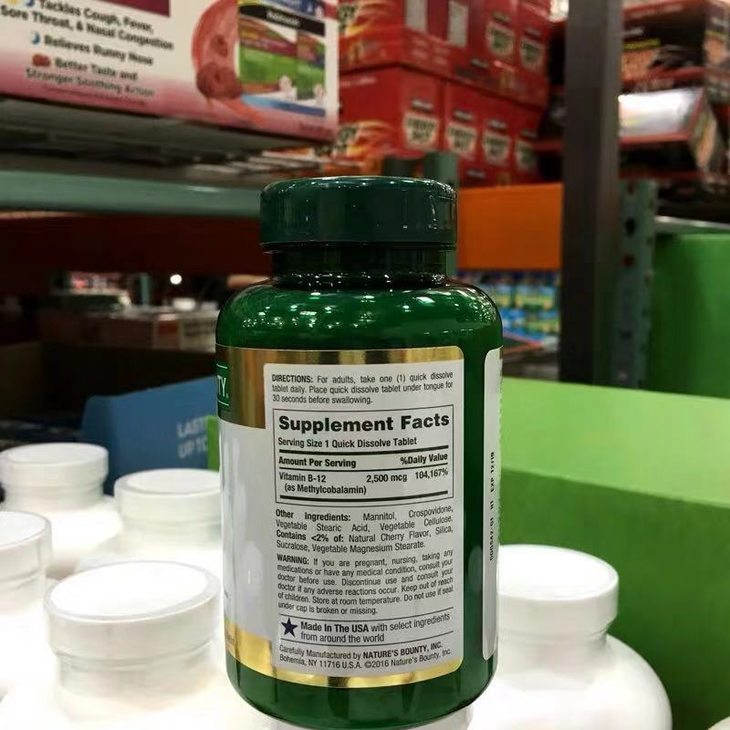 Tackles Cough, Fever,
Sore Throat, & Nasal Congestion
Relieves Runny Nose
Better Taste and
Stronger Soothing Action
TY.
DIRECTIONS: For adults, take one (1) quick dissolve
tablet daily. Place quick dissolve tablet under tongue for
30 seconds before swallowing.
Supplement Facts
Serving Size 1 Quick Dissolve Tablet
Amount Per Serving %Daily Value
Vitamin B-12 2,500 mcg 104,167%
(as Methylcobalamin)
Other Ingredients: Mannitol, Crospovidone,
Vegetable Stearic Acid, Vegetable Cellulose.
Contains <2% of: Natural Cherry Flavor, Silica,
Sucralose, Vegetable Magnesium Stearate.
WARNING: If you are pregnant, nursing, taking any
medications or have any medical condition, consult your
doctor before use. Discontinue use and consult your
doctor if any adverse reactions occur. Keep out of reach
of children. Store at room temperature. Do not use if seal
under cap is broken or missing.
Made In The USA with select ingredients
from around the world
Carefully Manufactured by NATURE'S BOUNTY, INC.
Bohemia, NY 11716 U.S.A. ©2016 Nature's Bounty, Inc.
EXP 12/19
LAST
UP TO